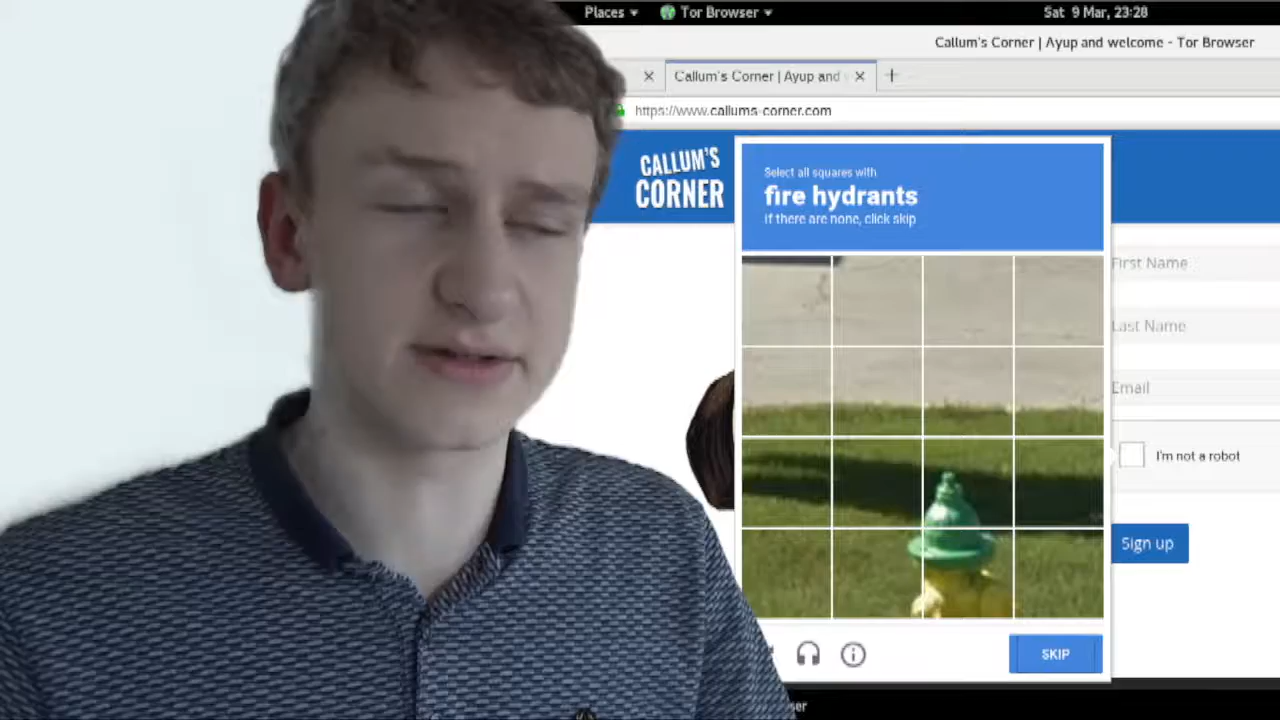 Places
Tor Browser
Sat 9 Mar, 23:28
Callum's Corner | Ayup and welcome - Tor Browser
Callum's Corner | Ayup and
https://www.callums-corner.com
CALLUM'S
CORNER
Select all squares with
fire hydrants
If there are none, click skip
First Name
Last Name
Email
I'm not a robot
Sign up
SKIP